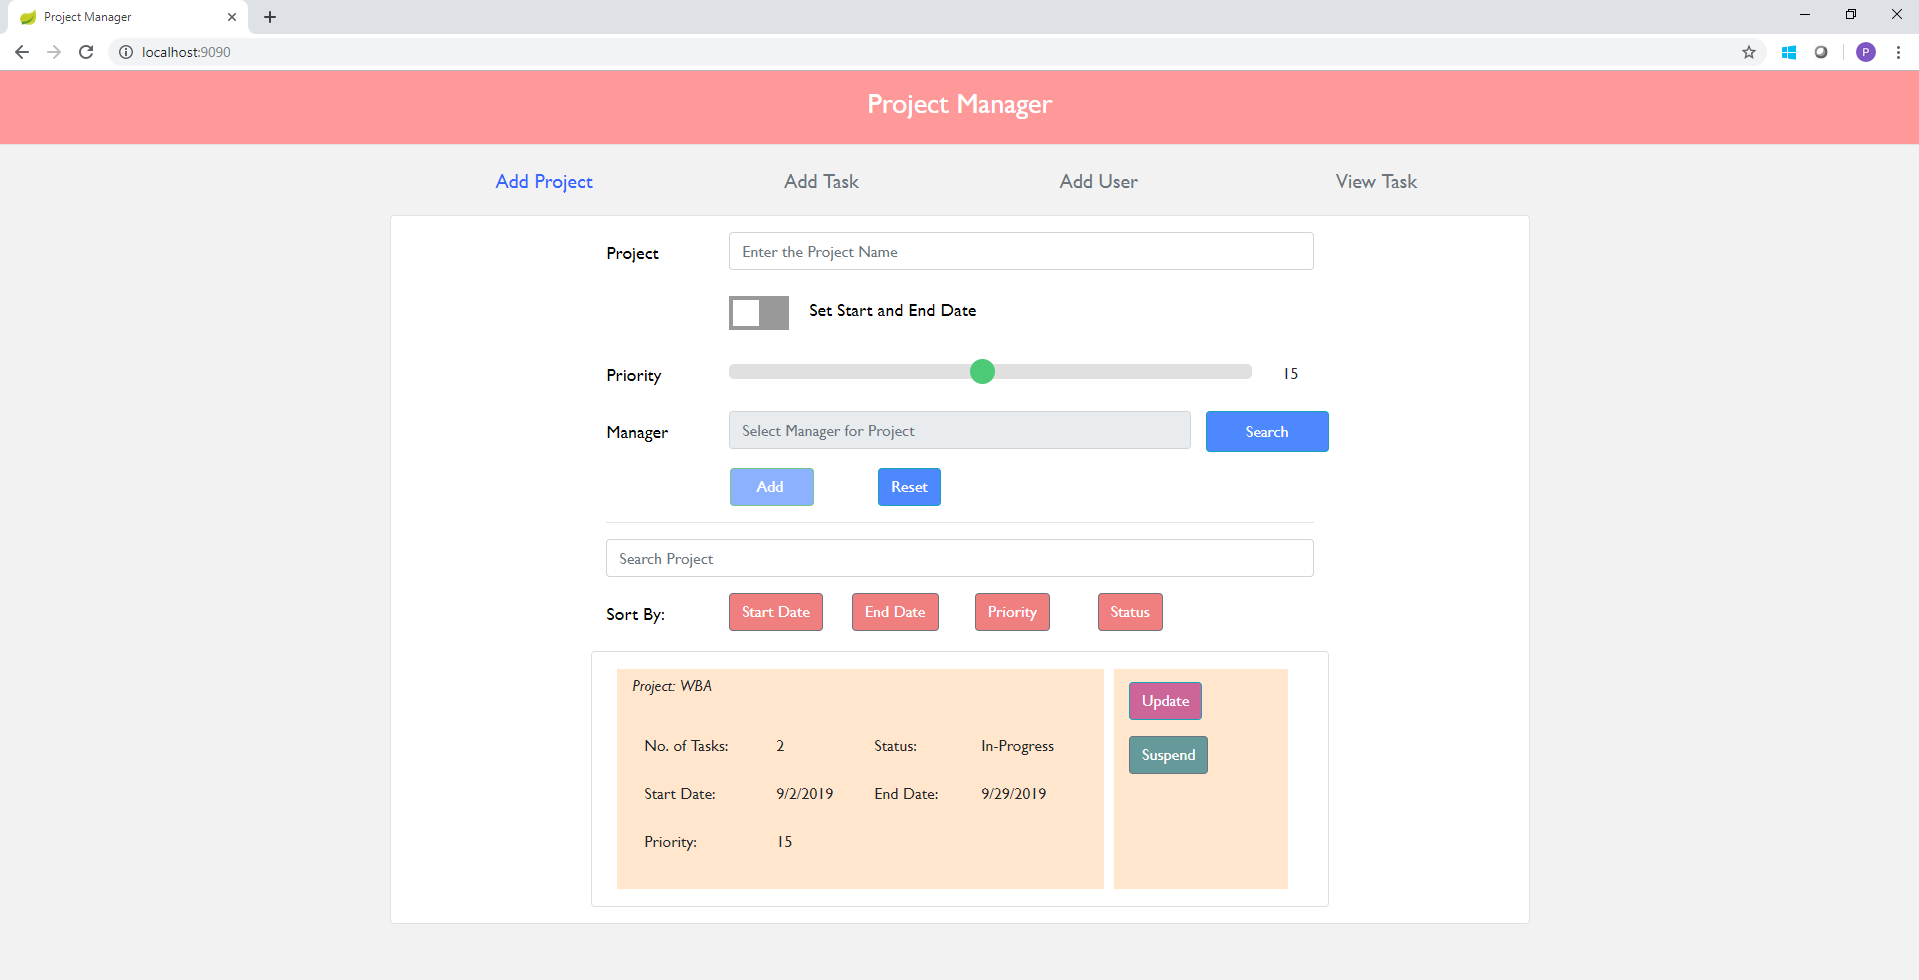 Project Manager
localhost:9090
P
Project Manager
Add Project Add Task Add User View Task
Project Enter the Project Name
Set Start and End Date
Priority 15
Manager Select Manager for Project Search
Add Reset
Search Project
Sort By: Start Date End Date Priority Status
Project: WBA Update
No. of Tasks: 2 Status: In-Progress
Suspend
Start Date: 9/2/2019 End Date: 9/29/2019
Priority: 15